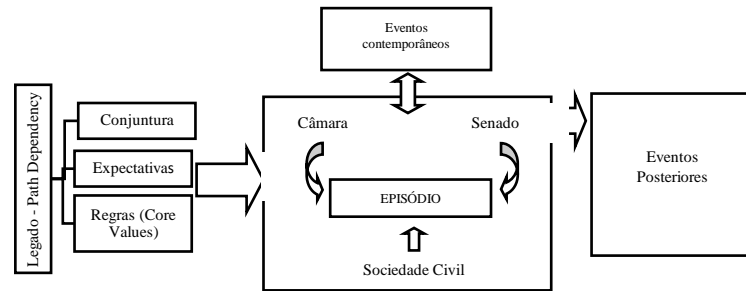 Eventos
contemporâneos
Legado - Path Dependency
Conjuntura
Expectativas
Regras (Core
Values)
Câmara
Senado
EPISÓDIO
Sociedade Civil
Eventos
Posteriores